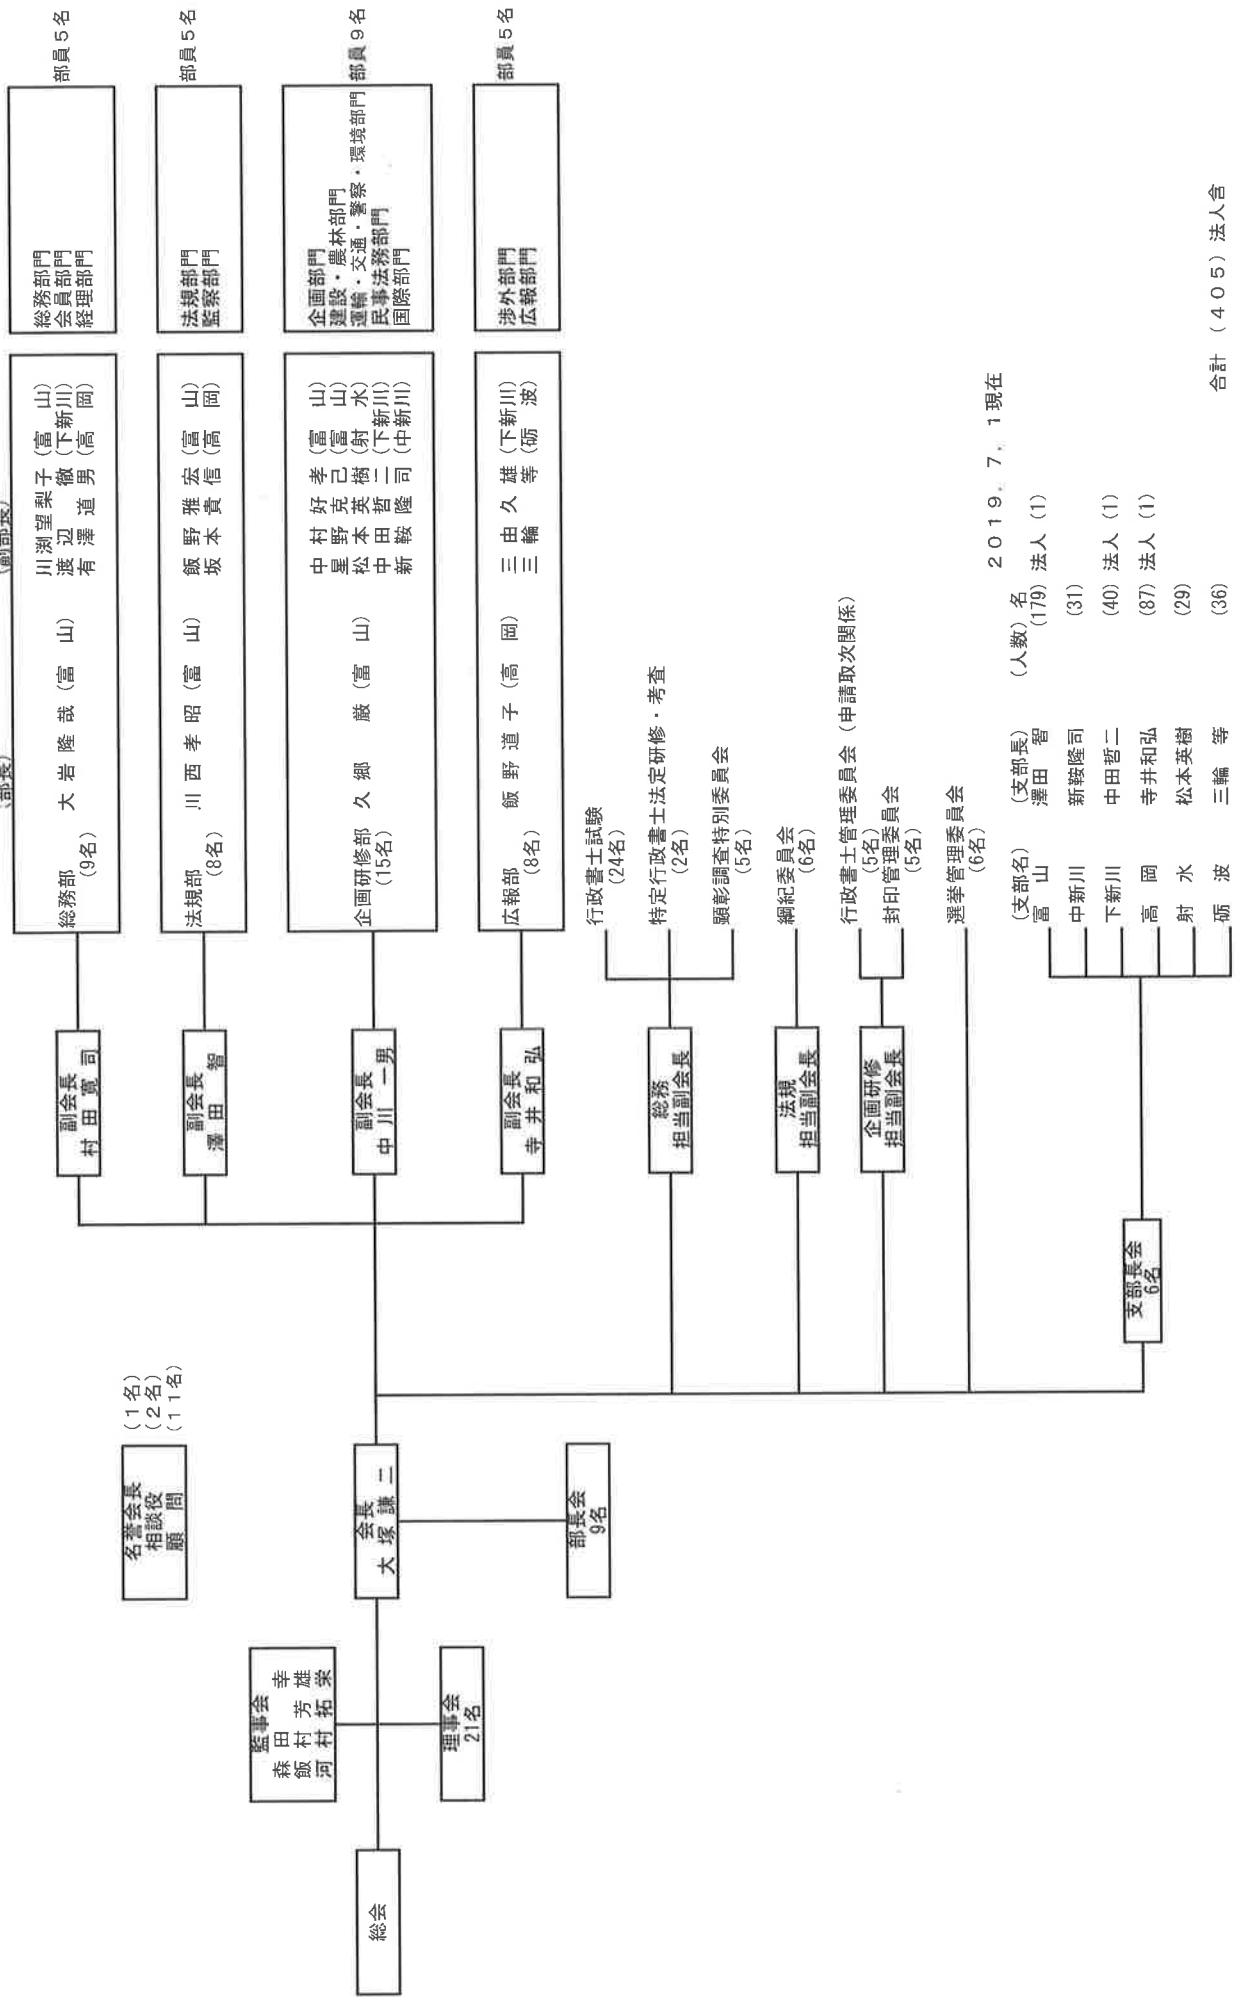 総会
監事会
森田　幸
飯村芳雄
河村拓栄
理事会
21名
会長
大塚謙二
部長会
9名
名誉会長
相談役
顧問
(１名)
(２名)
(１１名)
副会長
村田寛司
副会長
澤田　智
副会長
中川一男
副会長
寺井和弘
(部長)
(副部長)
総務部
(9名)
大岩隆哉(富　山)
川渕望梨子(富　山)
渡辺　徹(下新川)
有澤道男(高　岡)
総務部門
会員部門
経理部門
部員５名
法規部
(8名)
川西孝昭(富　山)
飯野雅宏(富　山)
坂本貴信(高　岡)
法規部門
監察部門
部員５名
企画研修部
(15名)
久郷　厳(富　山)
中村好孝(富　山)
星野克己(富　山)
松本英樹(射　水)
中田哲二(下新川)
新鞍隆司(中新川)
企画部門
建設・農林部門
運輸・交通・警察・環境部門
民事法務部門
国際部門
部員９名
広報部
(8名)
飯野道子(高　岡)
三由久雄(下新川)
三輪　等(砺　波)
渉外部門
広報部門
部員５名
総務
担当副会長
行政書士試験
(24名)
特定行政書士法定研修・考査
(2名)
顕彰調査特別委員会
(5名)
法規
担当副会長
綱紀委員会
(6名)
企画研修
担当副会長
行政書士管理委員会（申請取次関係）
(5名)
封印管理委員会
(5名)
選挙管理委員会
(6名)
支部長会
6名
２０１９．７．１現在
(支部名)　(支部長)　(人数)名
富　山　澤田　智　(179) 法人 (1)
中新川　新鞍隆司　(31)
下新川　中田哲二　(40) 法人 (1)
高　岡　寺井和弘　(87) 法人 (1)
射　水　松本英樹　(29)
砺　波　三輪　等　(36)
合計　(４０５) 法人含